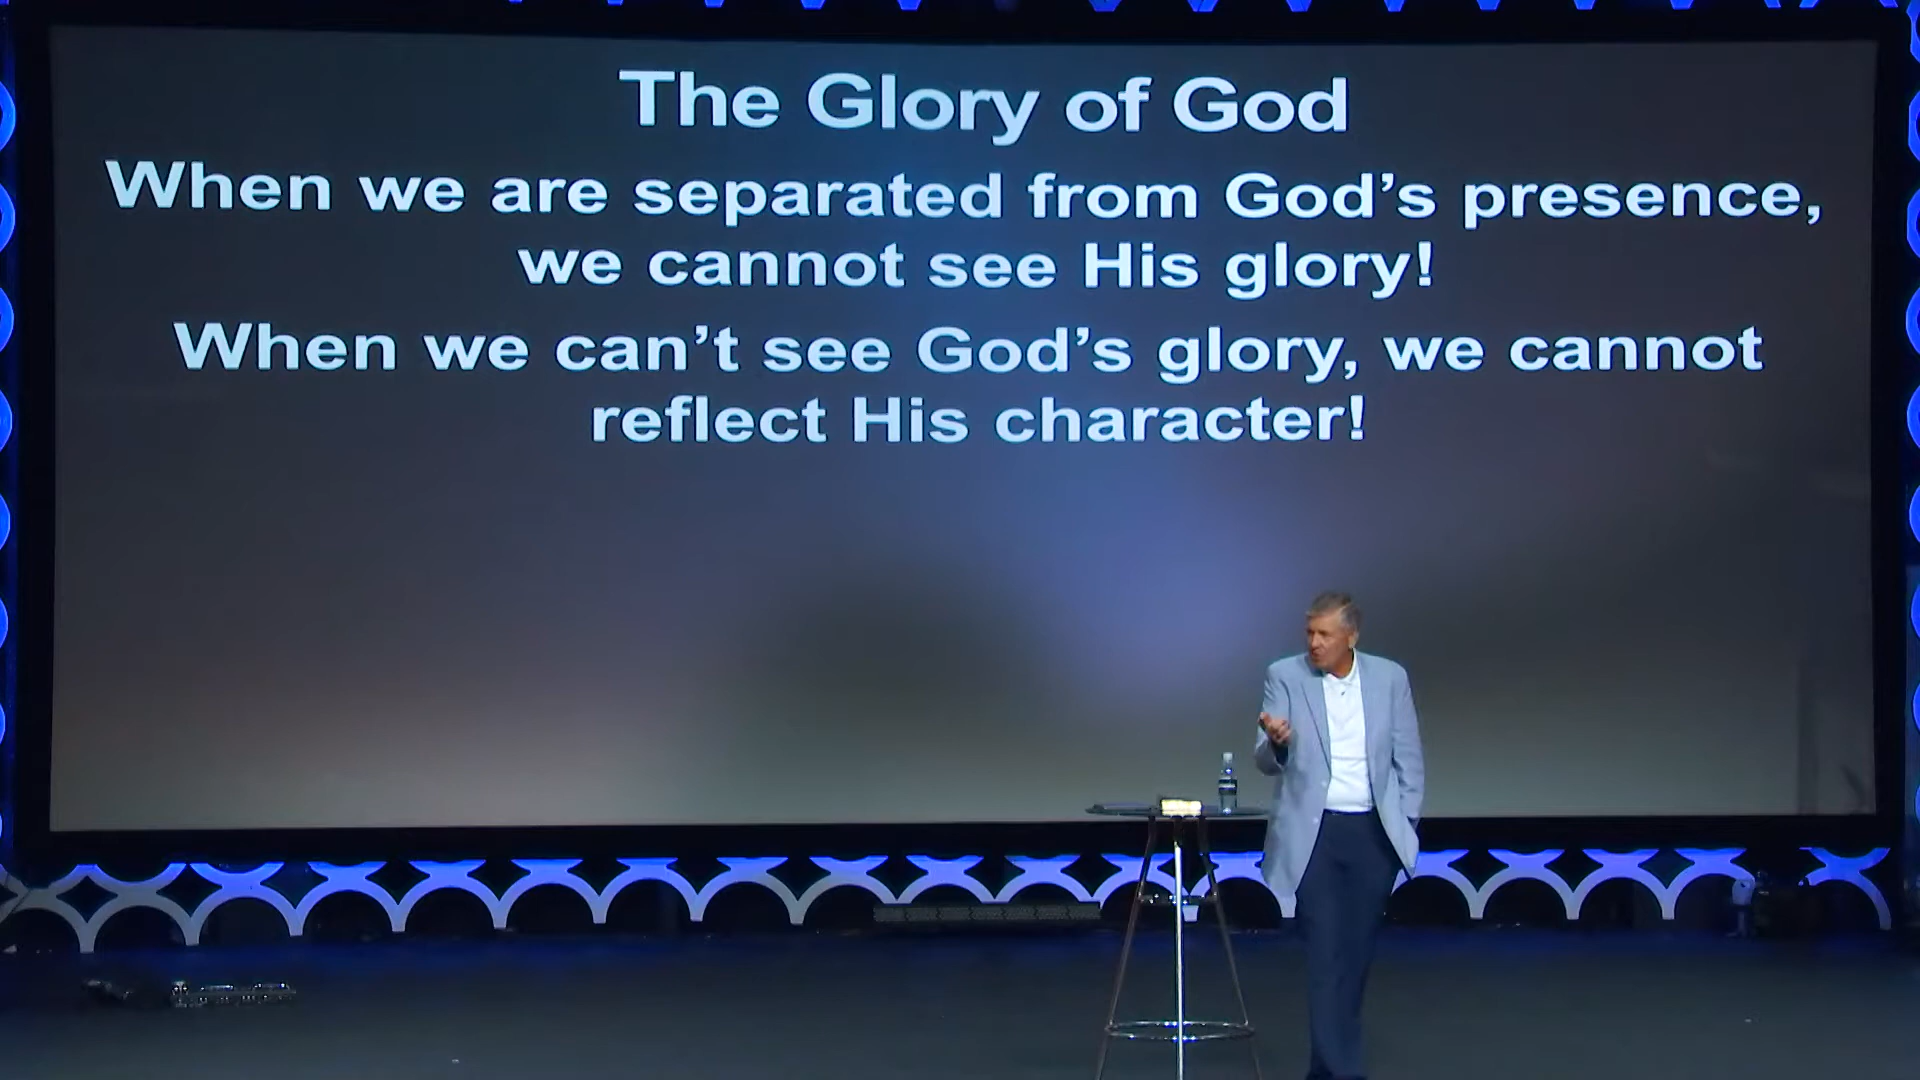 The Glory of God
When we are separated from God’s presence,
we cannot see His glory!
When we can’t see God’s glory, we cannot
reflect His character!